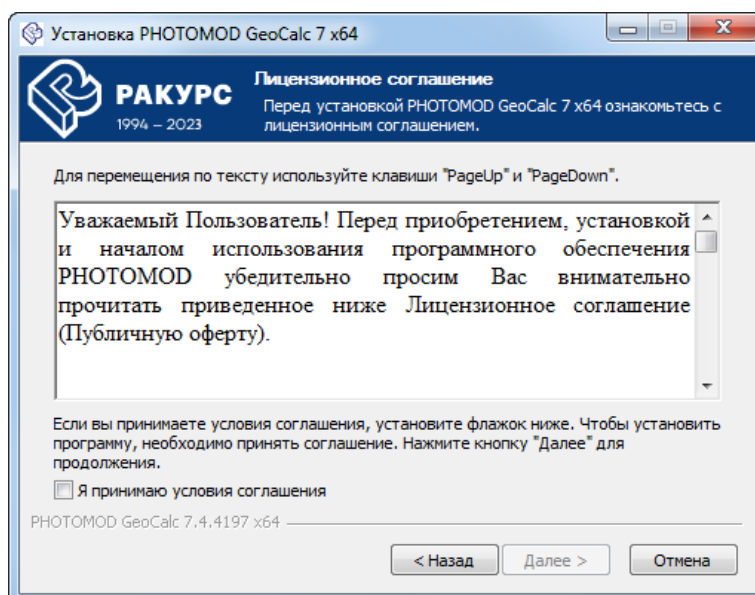 Установка PHOTOMOD GeoCalc 7 x64
РАКУРС
1994 – 2023
Лицензионное соглашение
Перед установкой PHOTOMOD GeoCalc 7 x64 ознакомьтесь с
лицензионным соглашением.
Для перемещения по тексту используйте клавиши "PageUp" и "PageDown".
Уважаемый Пользователь! Перед приобретением, установкой
и началом использования программного обеспечения
PHOTOMOD убедительно просим Вас внимательно
прочитать приведенное ниже Лицензионное соглашение
(Публичную оферту).
Если вы принимаете условия соглашения, установите флажок ниже. Чтобы установить
программу, необходимо принять соглашение. Нажмите кнопку "Далее" для
продолжения.
Я принимаю условия соглашения
PHOTOMOD GeoCalc 7.4.4197 x64
< Назад
Далее >
Отмена